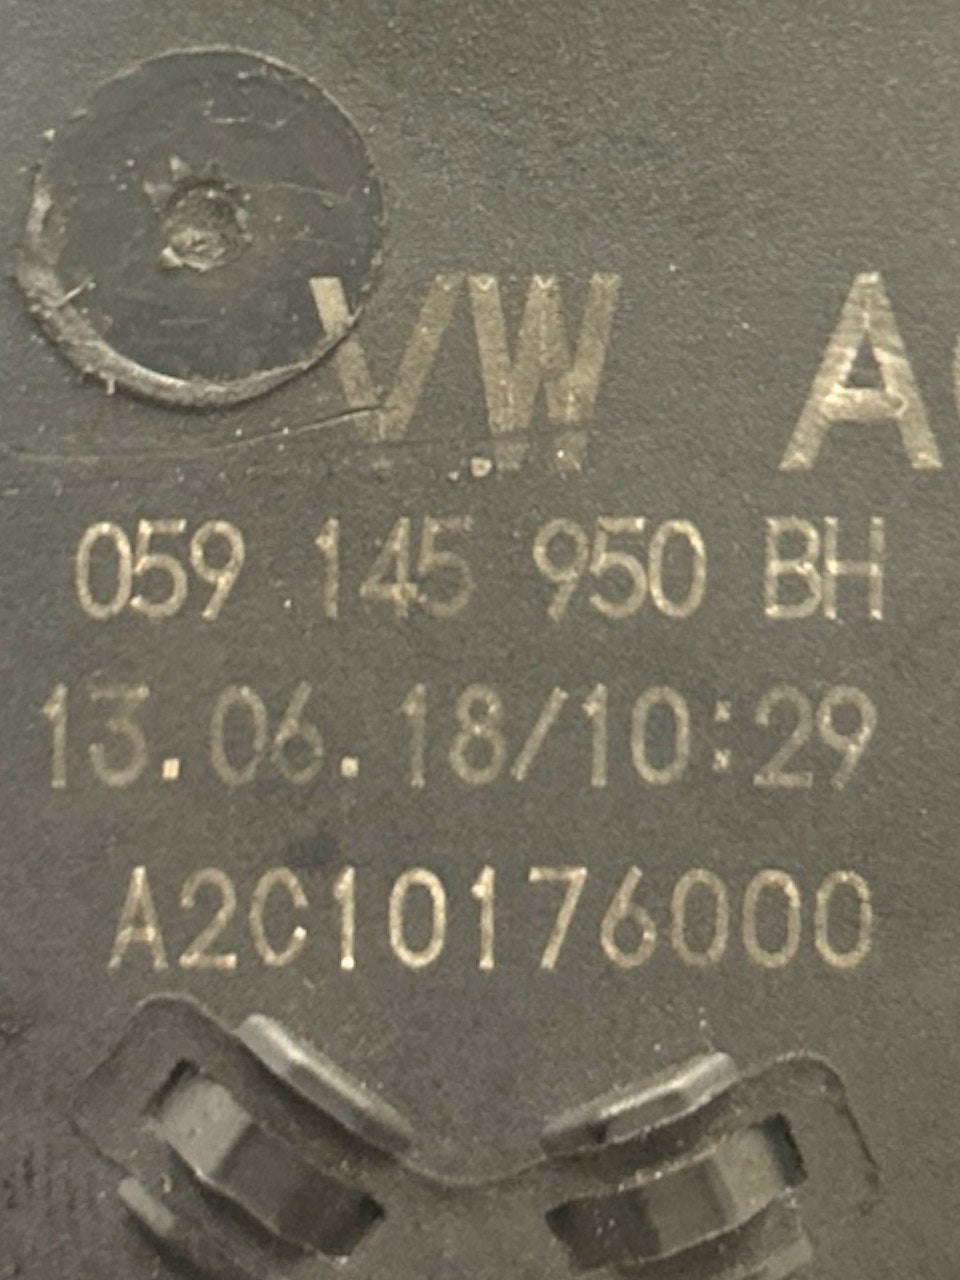 VW A
059 145 950 BH
13.06.18/10:29
A2C10176000